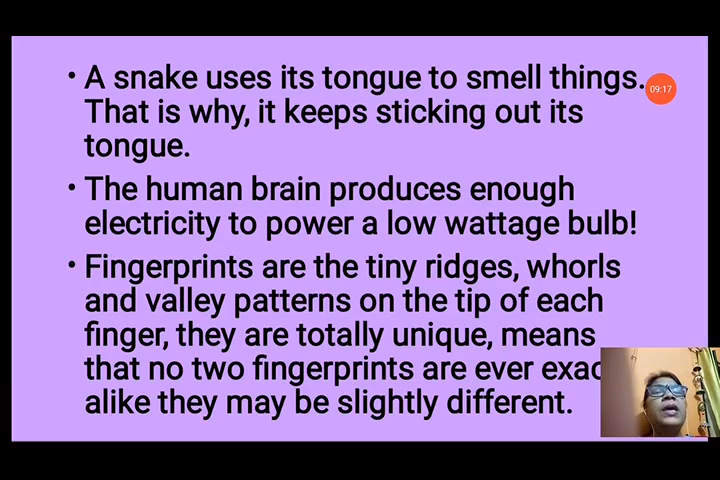 • A snake uses its tongue to smell things.
09:17
That is why, it keeps sticking out its
tongue.
• The human brain produces enough
electricity to power a low wattage bulb!
• Fingerprints are the tiny ridges, whorls
and valley patterns on the tip of each
finger, they are totally unique, means
that no two fingerprints are ever
alike they may be slightly different.